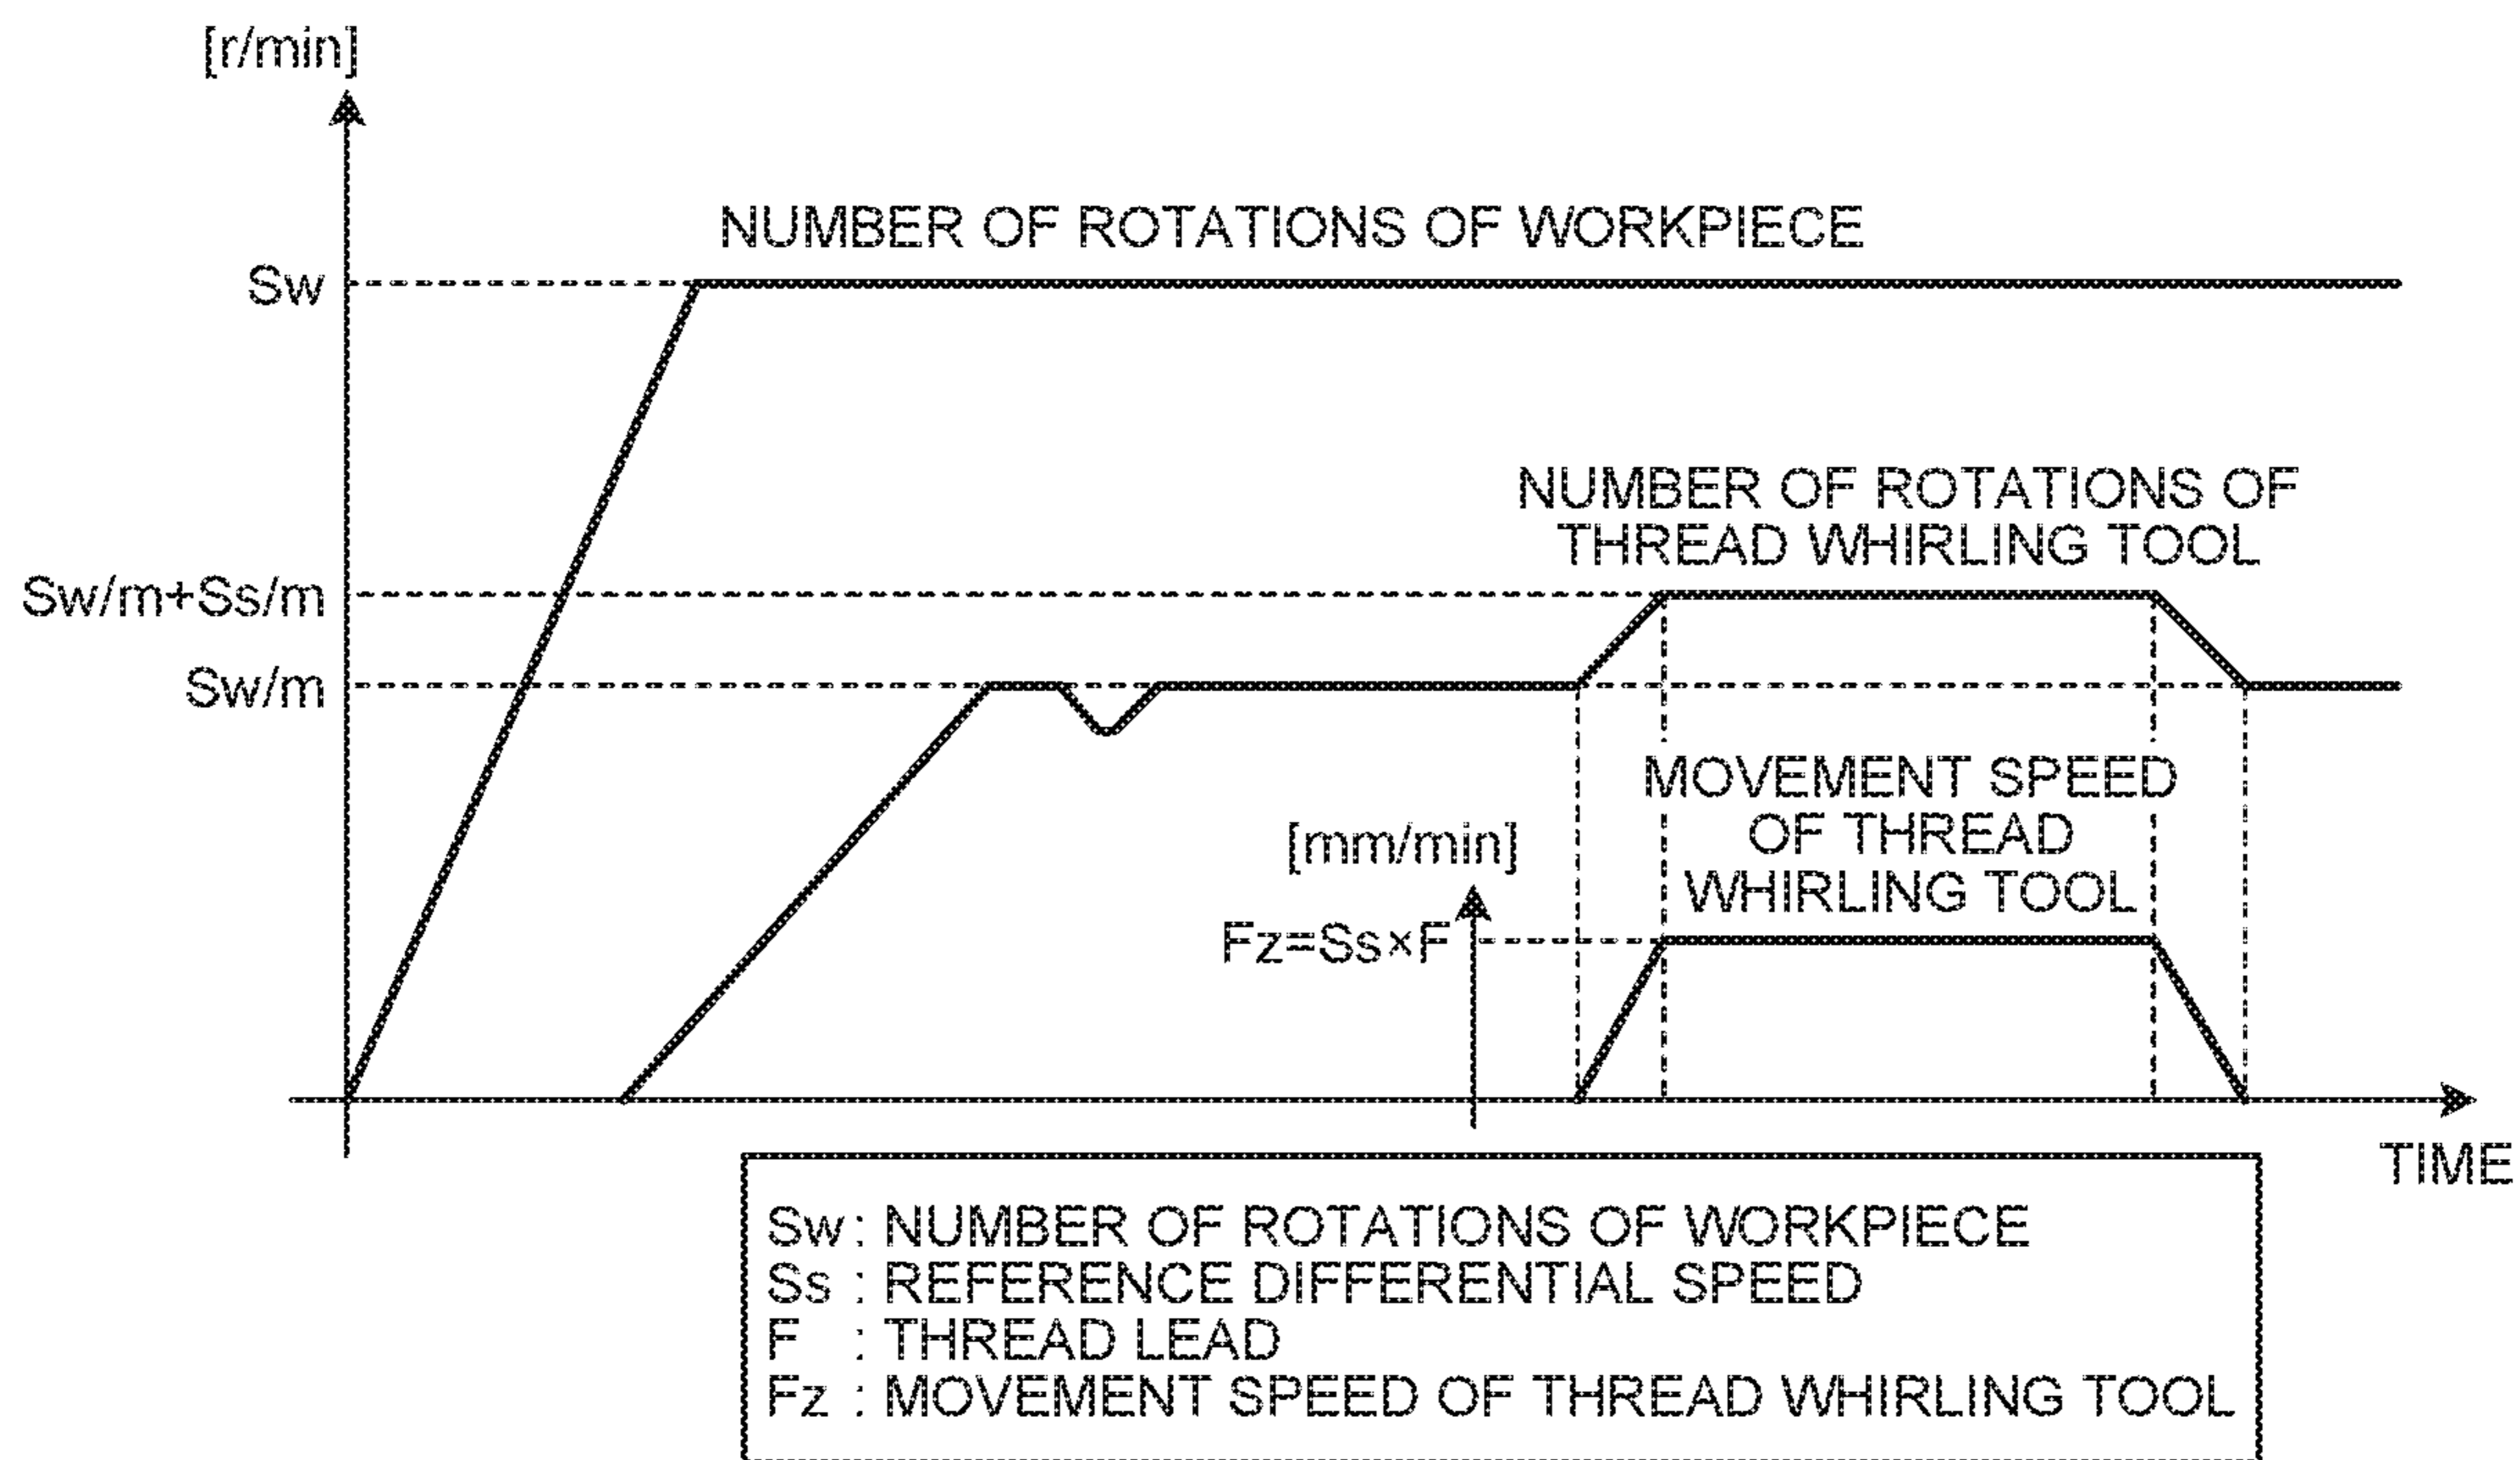 [r/min]
NUMBER OF ROTATIONS OF WORKPIECE
Sw
NUMBER OF ROTATIONS OF
THREAD WHIRLING TOOL
Sw/m+Ss/m
Sw/m
MOVEMENT SPEED
OF THREAD
WHIRLING TOOL
[mm/min]
Fz=Ss×F
TIME
Sw : NUMBER OF ROTATIONS OF WORKPIECE
Ss : REFERENCE DIFFERENTIAL SPEED
F : THREAD LEAD
Fz : MOVEMENT SPEED OF THREAD WHIRLING TOOL